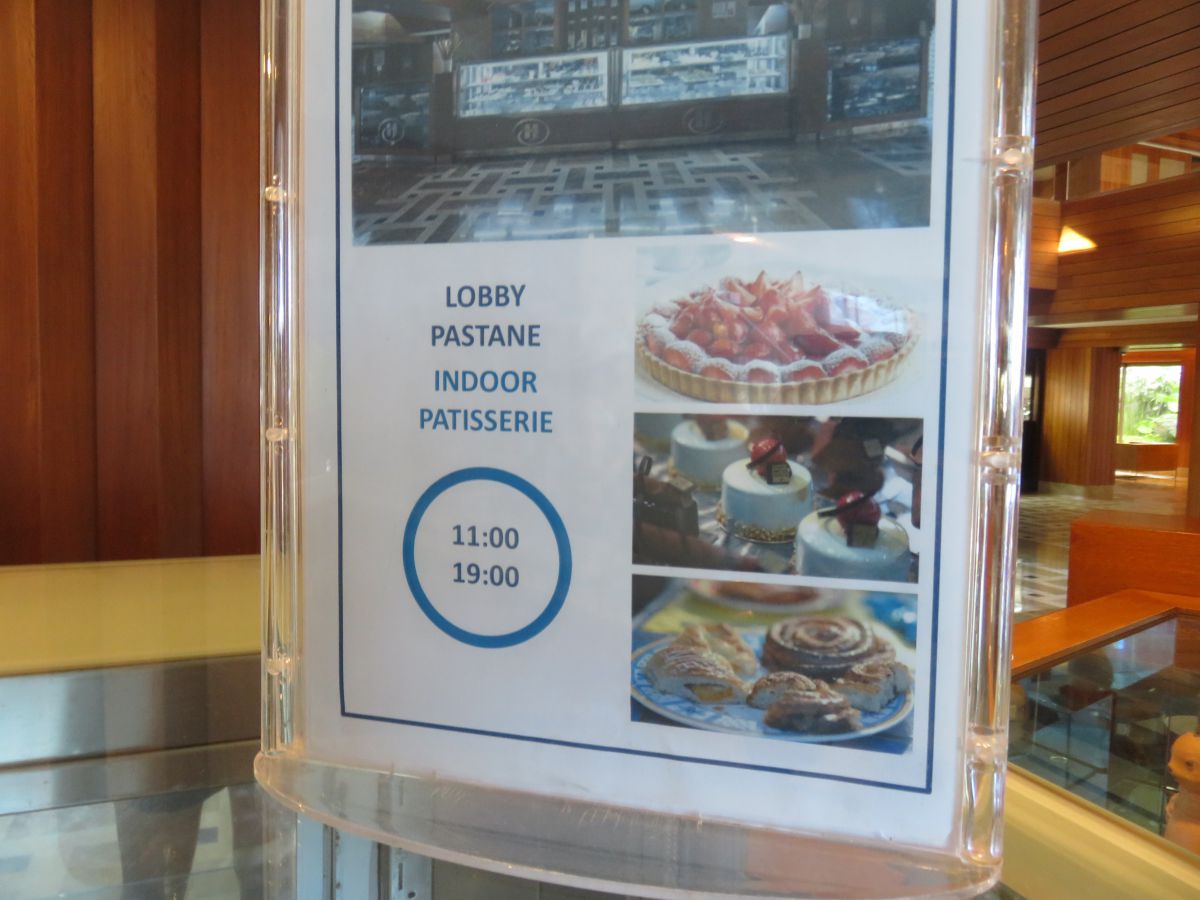 LOBBY
PASTANE
INDOOR
PATISSERIE
11:00
19:00